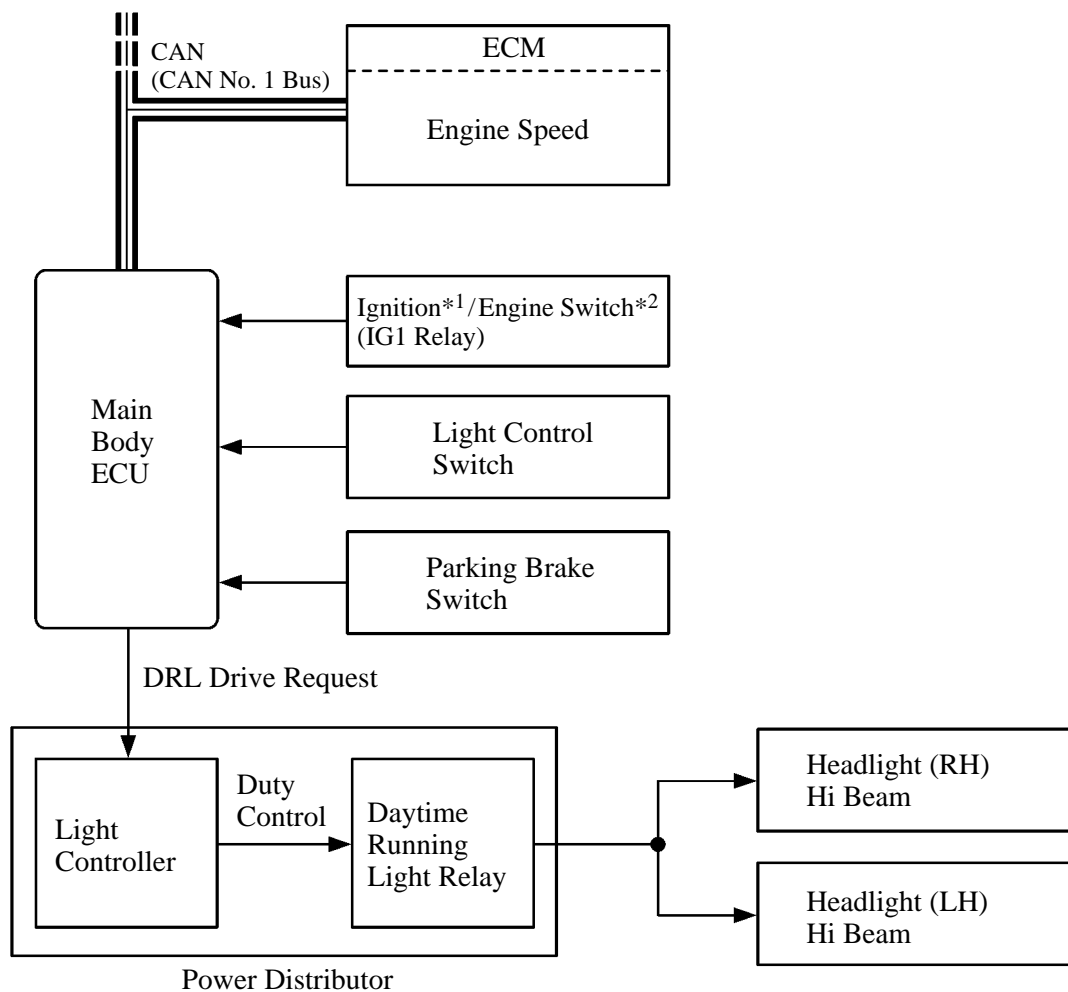 CAN
(CAN No. 1 Bus)
ECM
Engine Speed
Ignition*1/Engine Switch*2
(IG1 Relay)
Main
Body
ECU
Light Control
Switch
Parking Brake
Switch
DRL Drive Request
Light
Controller
Duty
Control
Daytime
Running
Light Relay
Headlight (RH)
Hi Beam
Headlight (LH)
Hi Beam
Power Distributor